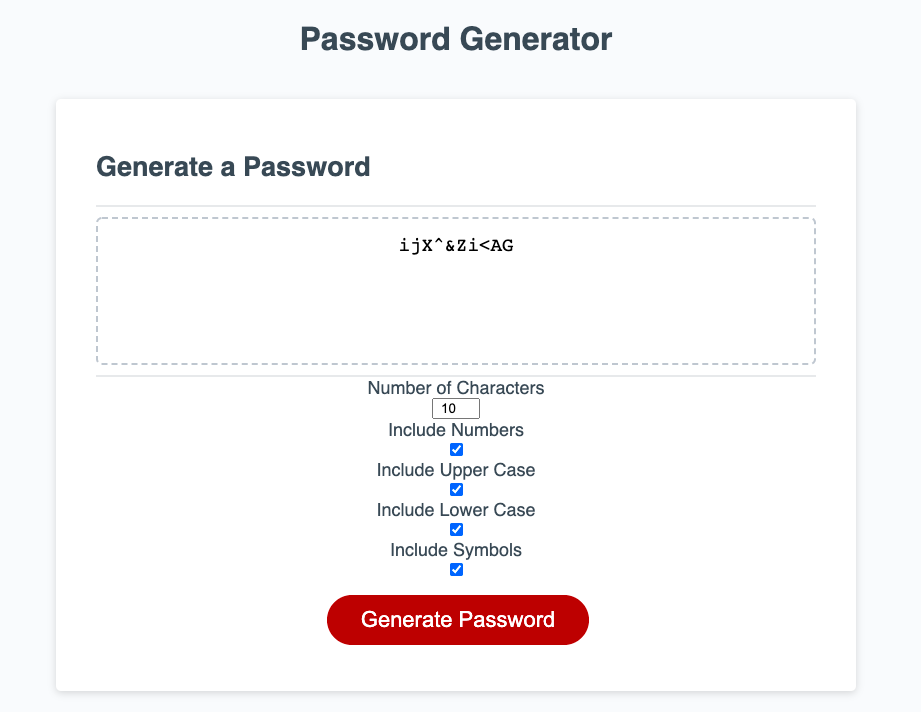 Password Generator
Generate a Password
ijX^&Zi<AG
Number of Characters
10
Include Numbers
Include Upper Case
Include Lower Case
Include Symbols
Generate Password